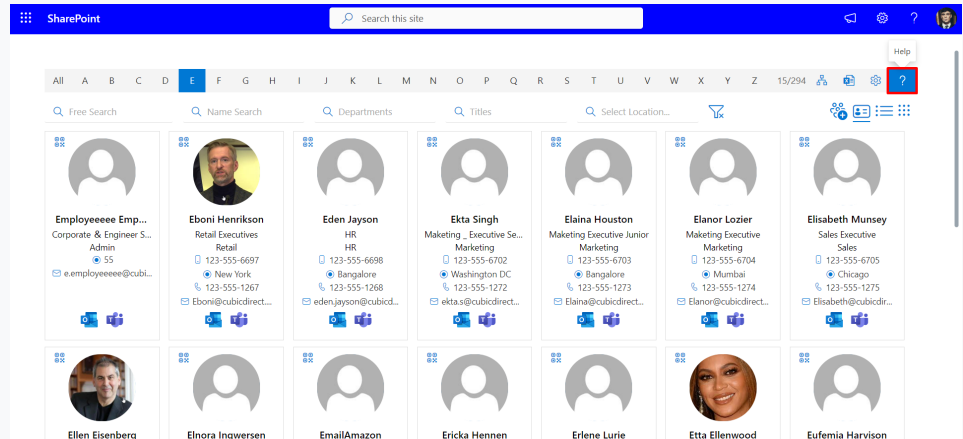 SharePoint
Search this site
?
Help
All A B C D E F G H I J K L M N O P Q R S T U V W X Y Z 15/294 ?
Free Search Name Search Departments Titles Select Location...
Employeeeee Emp...
Corporate & Engineer S...
Admin
55
e.employeeeee@cubi...
Eboni Henrikson
Retail Executives
Retail
123-555-6697
New York
123-555-1267
Eboni@cubicdirect...
Eden Jayson
HR
HR
123-555-6698
Bangalore
123-555-1268
eden.jayson@cubicd...
Ekta Singh
Maketing _ Executive Se...
Marketing
123-555-6702
Washington DC
123-555-1272
ekta.s@cubicdirect...
Elaina Houston
Maketing Executive Junior
Marketing
123-555-6703
Bangalore
123-555-1273
Elaina@cubicdirect...
Elanor Lozier
Maketing Executive
Marketing
123-555-6704
Mumbai
123-555-1274
Elanor@cubicdirect...
Elisabeth Munsey
Sales Executive
Sales
123-555-6705
Chicago
123-555-1275
Elisabeth@cubicdir...
Ellen Eisenberg
Elnora Ingwersen
EmailAmazon
Ericka Hennen
Erlene Lurie
Etta Ellenwood
Eufemia Harvison